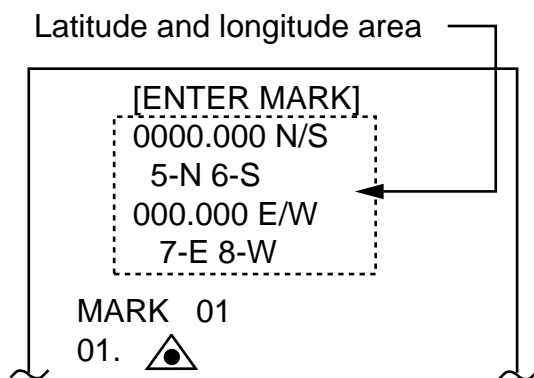 Latitude and longitude area
[ENTER MARK]
0000.000 N/S
5-N 6-S
000.000 E/W
7-E 8-W
MARK 01
01.